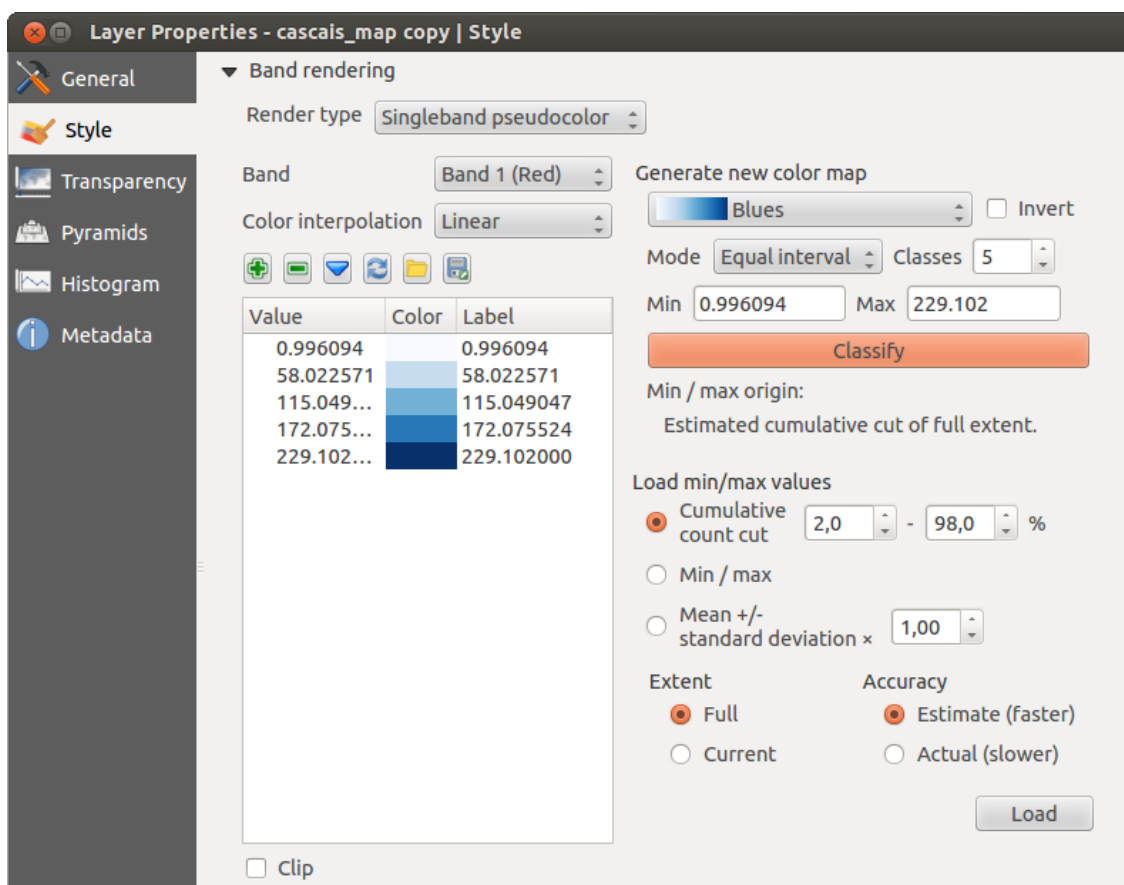 Layer Properties - cascais_map copy | Style
General
Style
Transparency
Pyramids
Histogram
Metadata
Band rendering
Render type Singleband pseudocolor
Band Band 1 (Red)
Color interpolation Linear
Value Color Label
0.996094 0.996094
58.022571 58.022571
115.049... 115.049047
172.075... 172.075524
229.102... 229.102000
Clip
Generate new color map
Blues Invert
Mode Equal interval Classes 5
Min 0.996094 Max 229.102
Classify
Min / max origin:
Estimated cumulative cut of full extent.
Load min/max values
Cumulative
count cut 2,0 - 98,0 %
Min / max
Mean +/-
standard deviation × 1,00
Extent Accuracy
Full Estimate (faster)
Current Actual (slower)
Load